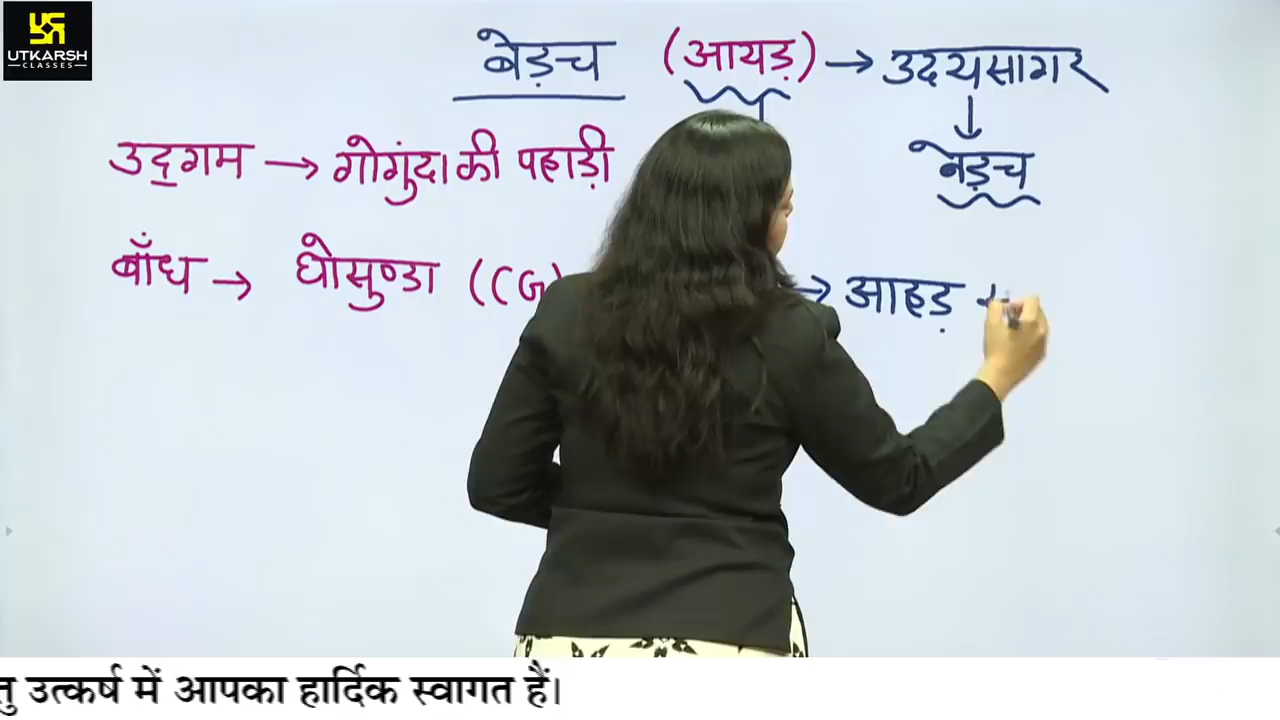 UTKARSH
CLASSES
बेड़च (आयड़) → उदयसागर
↓
बेड़च
उद्गम → गोगुंदा की पहाड़ी
बाँध → घोसुण्डा (CG)
→ आहड़
तु उत्कर्ष में आपका हार्दिक स्वागत हैं।